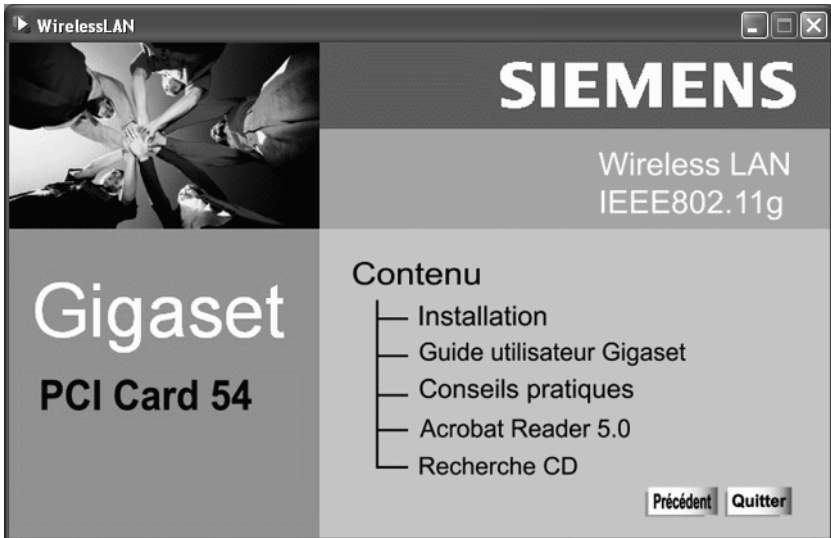 WirelessLAN
SIEMENS
Wireless LAN
IEEE802.11g
Gigaset
PCI Card 54
Contenu
Installation
Guide utilisateur Gigaset
Conseils pratiques
Acrobat Reader 5.0
Recherche CD
Précédent
Quitter